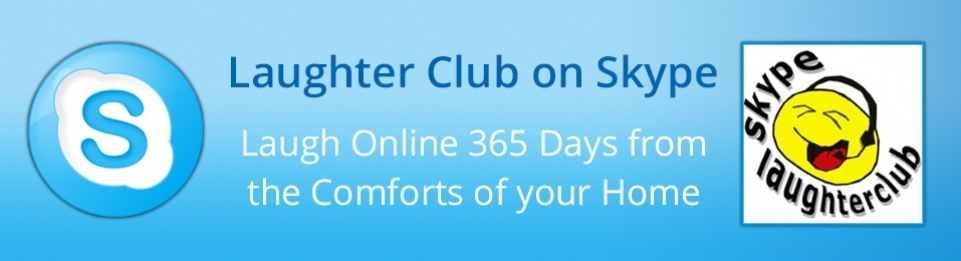 S
Laughter Club on Skype
Laugh Online 365 Days from
the Comforts of your Home
skype
laughterclub